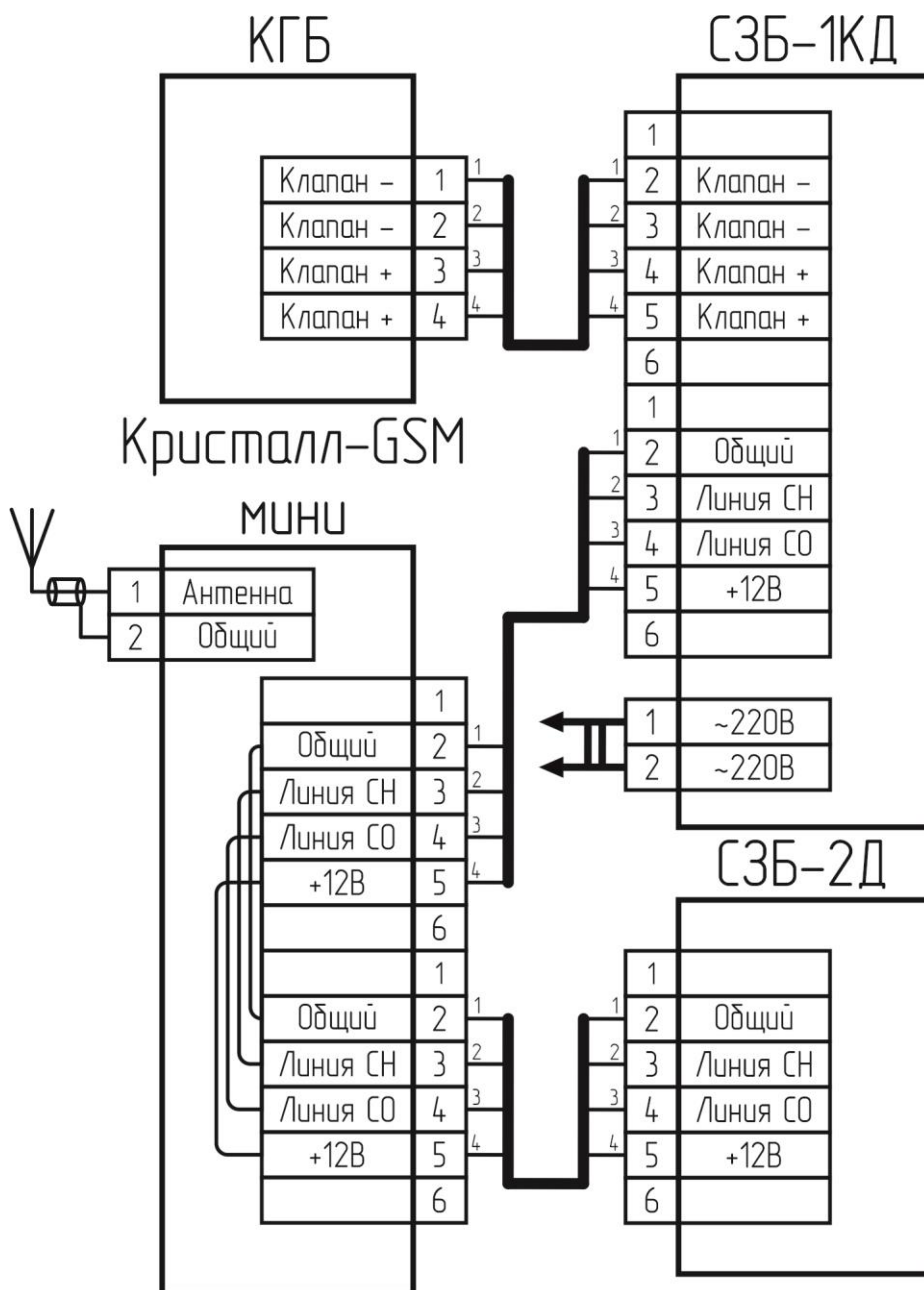 КГБ
Клапан – 1 1
Клапан – 2 2
Клапан + 3 3
Клапан + 4 4
СЗБ-1КД
1
1 2 Клапан –
2 3 Клапан –
3 4 Клапан +
4 5 Клапан +
6
1
1 2 Общий
2 3 Линия СН
3 4 Линия СО
4 5 +12В
6
1 ~220В
2 ~220В
Кристалл-GSM
мини
1 Антенна
2 Общий
1
Общий 2 1
Линия СН 3 2
Линия СО 4 3
+12В 5 4
6
1
Общий 2 1
Линия СН 3 2
Линия СО 4 3
+12В 5 4
6
СЗБ-2Д
1
1 2 Общий
2 3 Линия СН
3 4 Линия СО
4 5 +12В
6